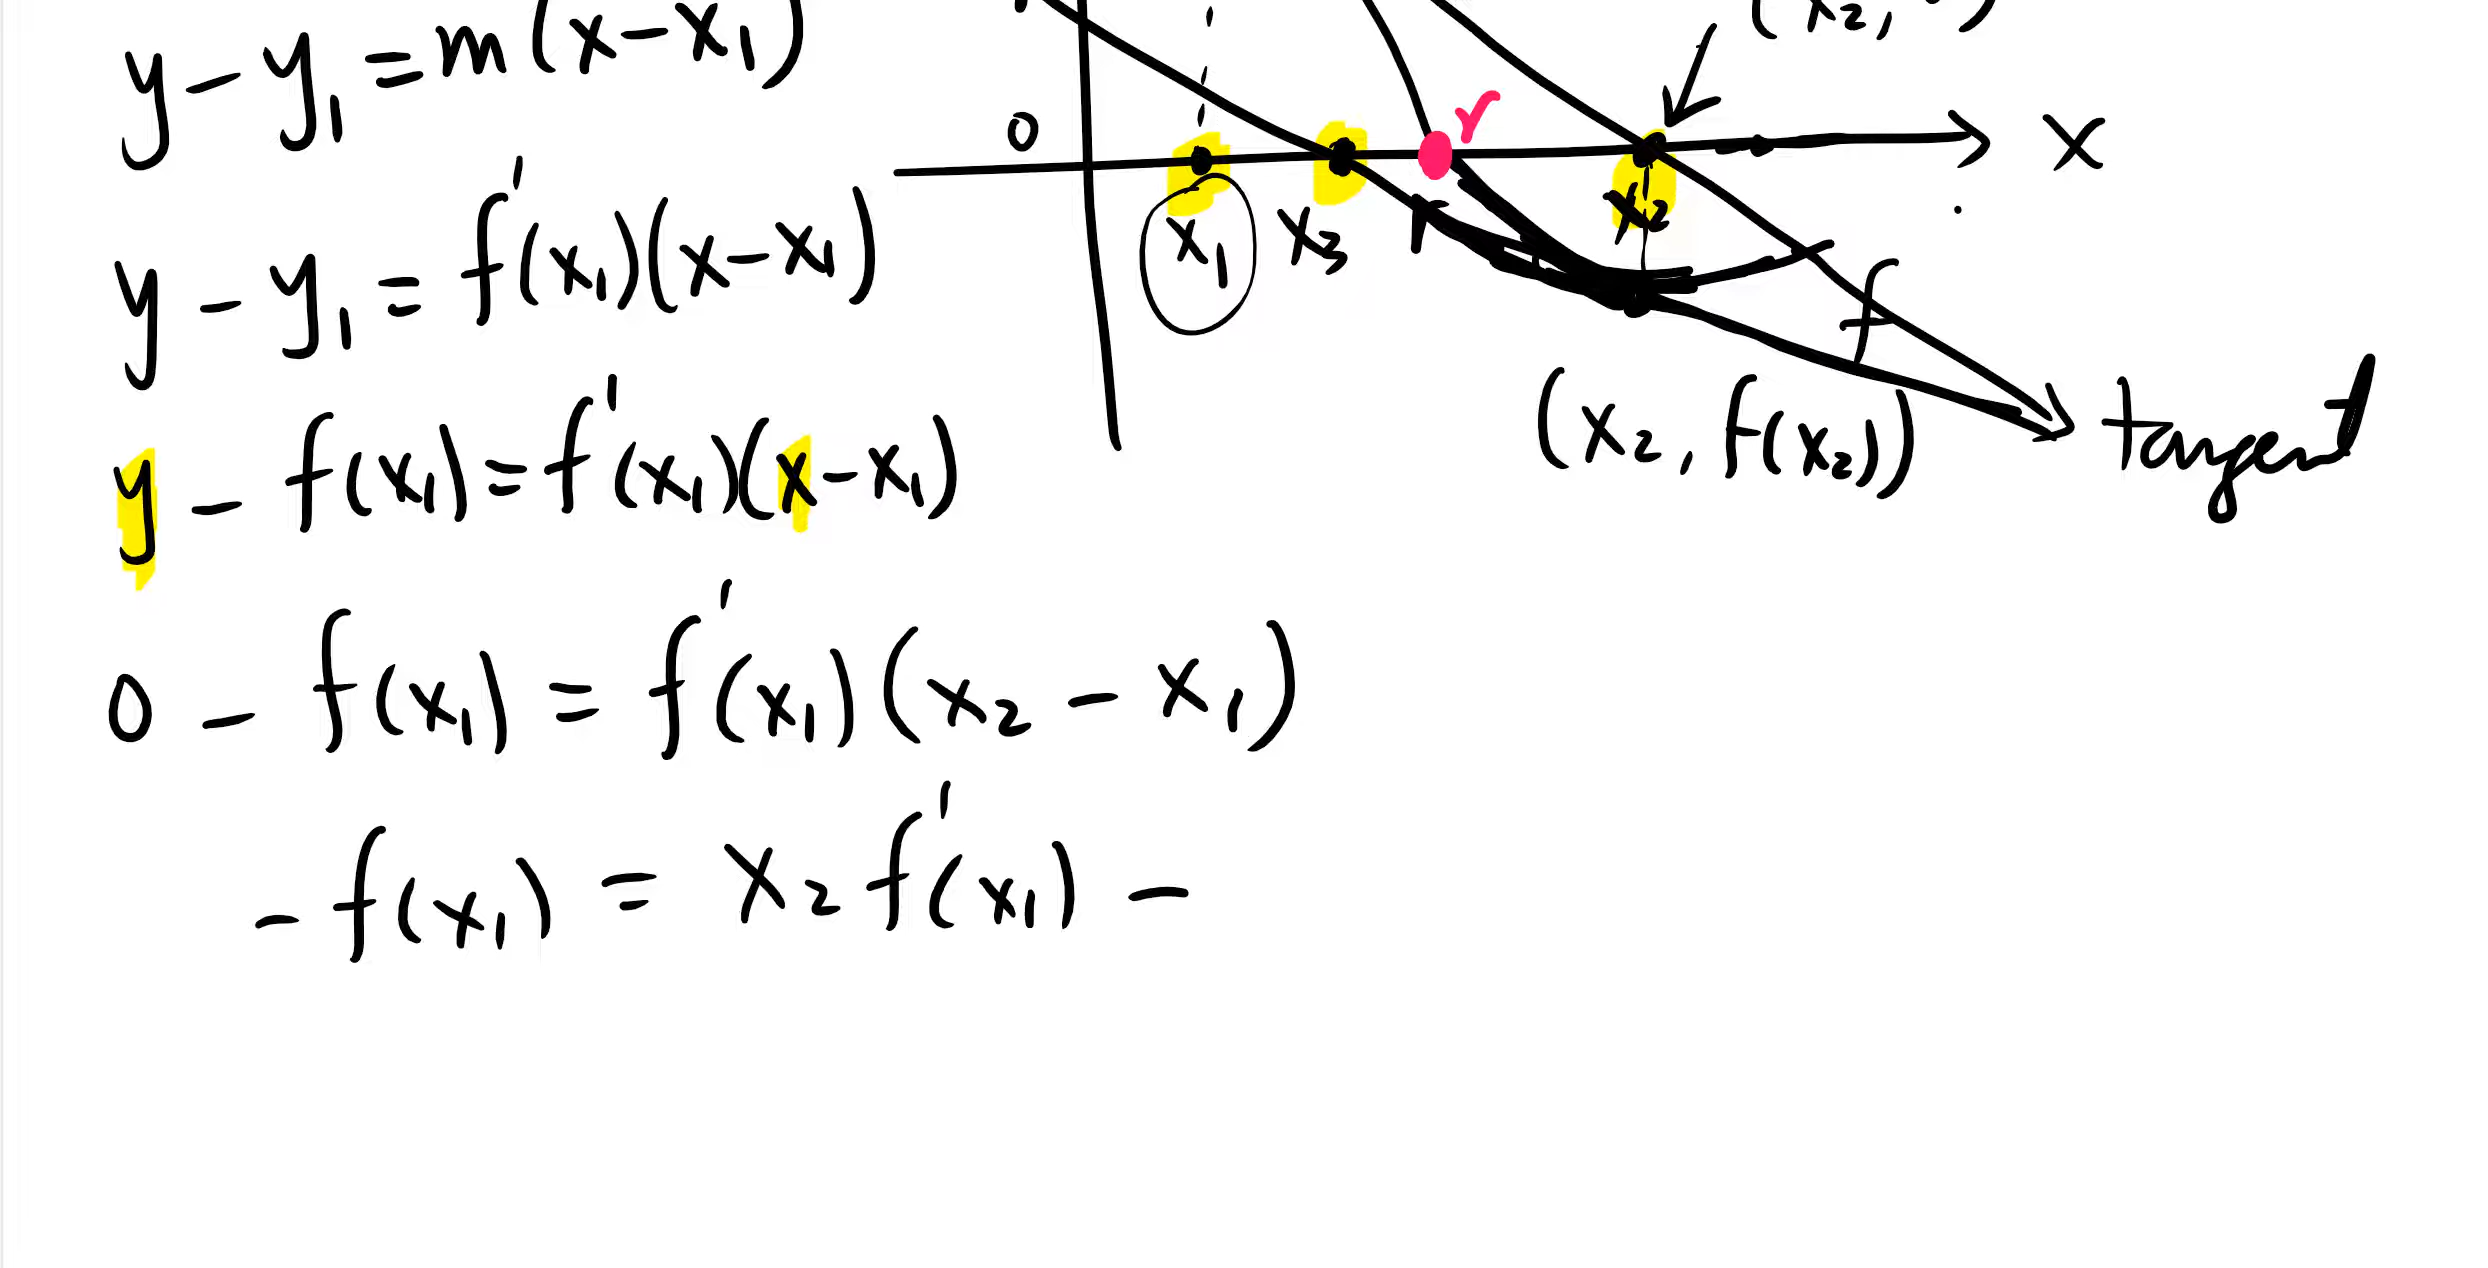 y - y₁ = m(x - x₁)
y - y₁ = f'(x₁)(x - x₁)
y - f(x₁) = f'(x₁)(x - x₁)
0 - f(x₁) = f'(x₁)(x₂ - x₁)
- f(x₁) = x₂ f'(x₁) -
0
r
x
x₁
x₃
r
x₂
f
(x₂, f(x₂))
tangent